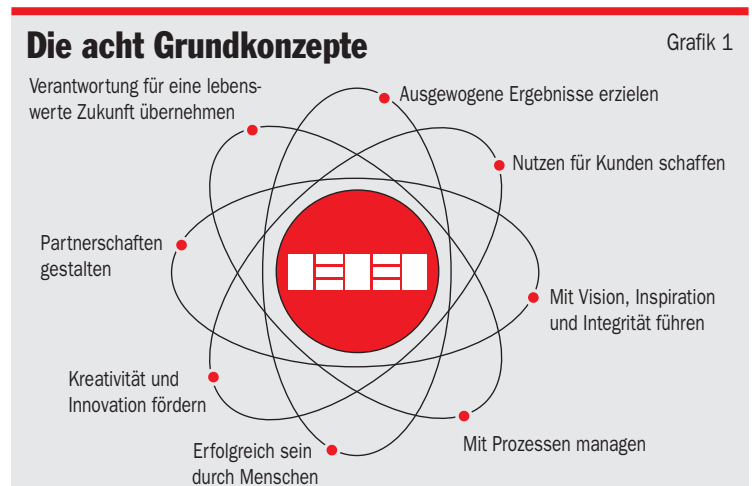 Die acht Grundkonzepte
Grafik 1
Verantwortung für eine lebens-
werte Zukunft übernehmen
Ausgewogene Ergebnisse erzielen
Nutzen für Kunden schaffen
Partnerschaften
gestalten
Mit Vision, Inspiration
und Integrität führen
Kreativität und
Innovation fördern
Mit Prozessen managen
Erfolgreich sein
durch Menschen